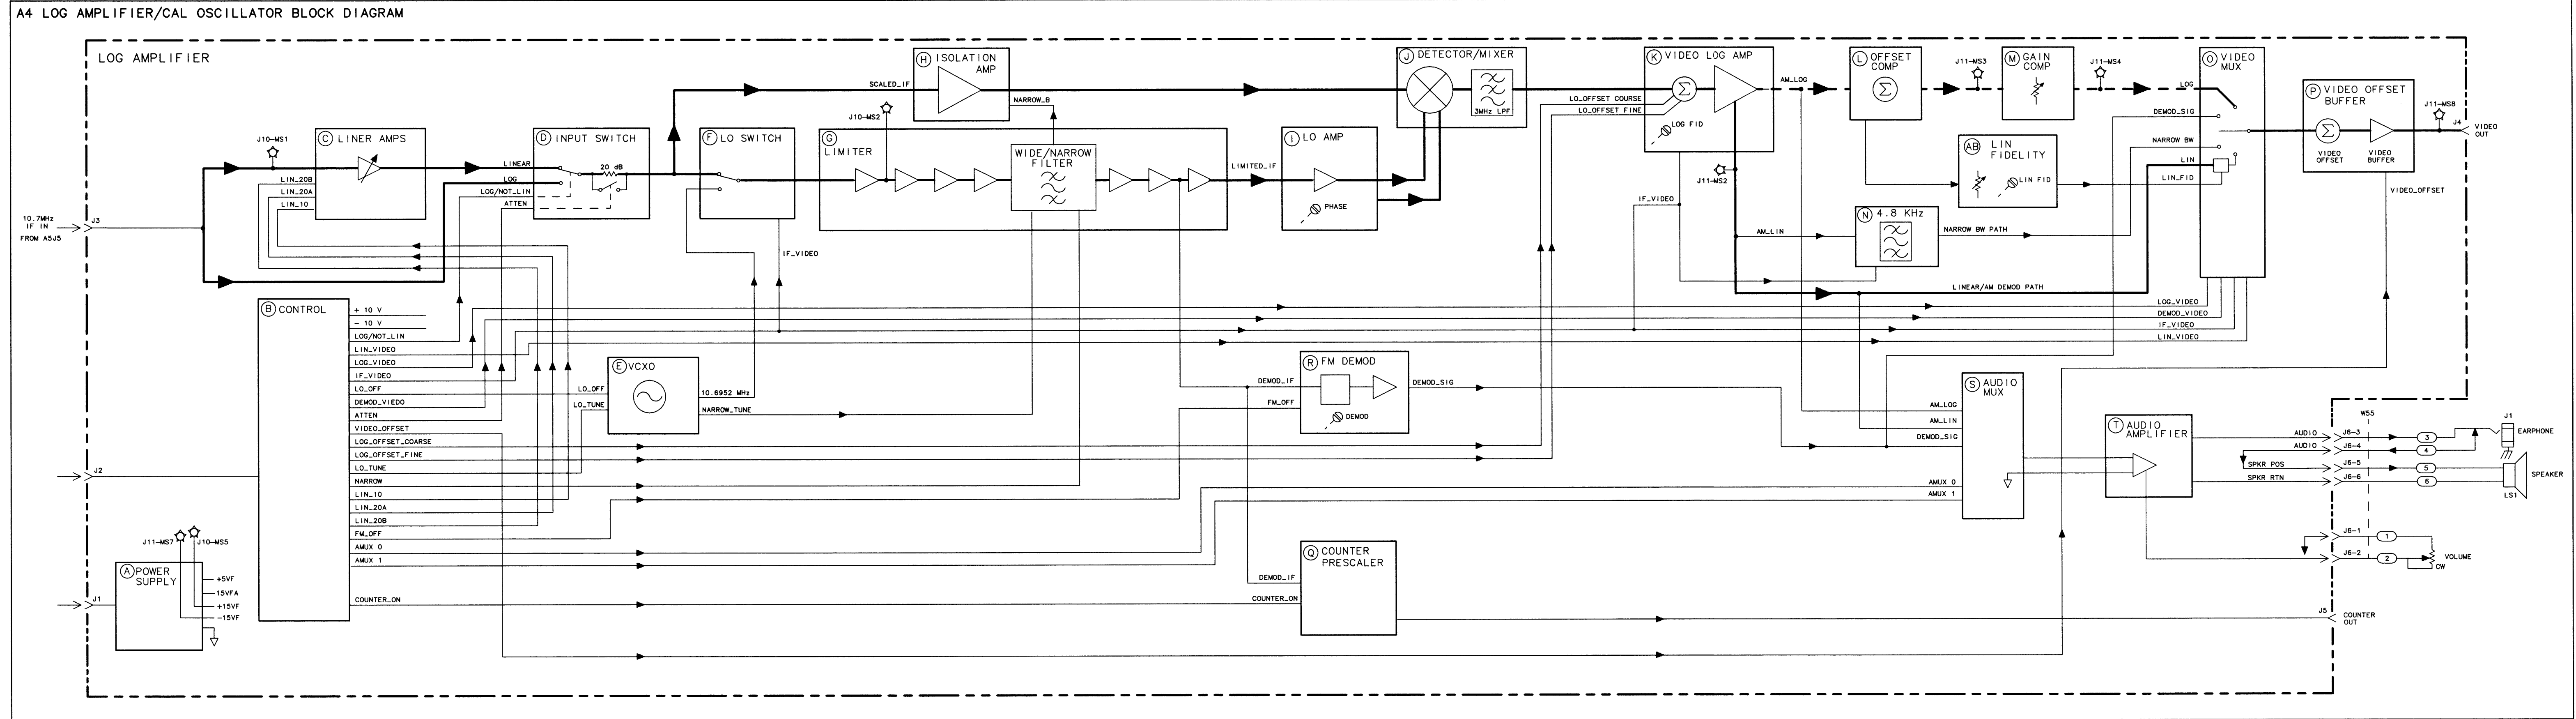 A4 LOG AMPLIFIER/CAL OSCILLATOR BLOCK DIAGRAM
LOG AMPLIFIER
10.7MHz
IF IN
FROM A5J5
J3
J10-MS1
C LINER AMPS
LIN_20B
LIN_20A
LIN_10
D INPUT SWITCH
LINEAR
20 dB
LOG
LOG/NOT_LIN
ATTEN
F LO SWITCH
IF_VIDEO
SCALED_IF
H ISOLATION
AMP
NARROW_B
J10-MS2
G
LIMITER
WIDE/NARROW
FILTER
LIMITED_IF
I LO AMP
PHASE
J DETECTOR/MIXER
3MHz LPF
K VIDEO LOG AMP
LO_OFFSET COURSE
LO_OFFSET FINE
LOG FID
AM_LOG
J11-MS2
IF_VIDEO
AM_LIN
L OFFSET
COMP
J11-MS3
M GAIN
COMP
J11-MS4
AB LIN
FIDELITY
LIN FID
N 4.8 KHz
NARROW BW PATH
LINEAR/AM DEMOD PATH
O VIDEO
MUX
LOG
DEMOD_SIG
NARROW BW
LIN
LIN_FID
LOG_VIDEO
DEMOD_VIDEO
IF_VIDEO
LIN_VIDEO
P VIDEO OFFSET
BUFFER
VIDEO
OFFSET
VIDEO
BUFFER
VIDEO_OFFSET
J11-MS8
J4
VIDEO
OUT
B CONTROL
+ 10 V
- 10 V
LOG/NOT_LIN
LIN_VIDEO
LOG_VIDEO
IF_VIDEO
LO_OFF
DEMOD_VIEDO
ATTEN
VIDEO_OFFSET
LOG_OFFSET_COARSE
LOG_OFFSET_FINE
LO_TUNE
NARROW
LIN_10
LIN_20A
LIN_20B
FM_OFF
AMUX 0
AMUX 1
COUNTER_ON
J2
LO_OFF
LO_TUNE
E VCXO
10.6952 MHz
NARROW_TUNE
R FM DEMOD
DEMOD_IF
FM_OFF
DEMOD
DEMOD_SIG
S AUDIO
MUX
AM_LOG
AM_LIN
DEMOD_SIG
AMUX 0
AMUX 1
T AUDIO
AMPLIFIER
W55
AUDIO
AUDIO
SPKR POS
SPKR RTN
J6-3
J6-4
J6-5
J6-6
J6-1
J6-2
3
4
5
6
1
2
J1
EARPHONE
SPEAKER
LS1
VOLUME
CW
J11-MS7
J10-MS5
A POWER
SUPPLY
+5VF
15VFA
+15VF
-15VF
J1
Q COUNTER
PRESCALER
DEMOD_IF
COUNTER_ON
J5
COUNTER
OUT